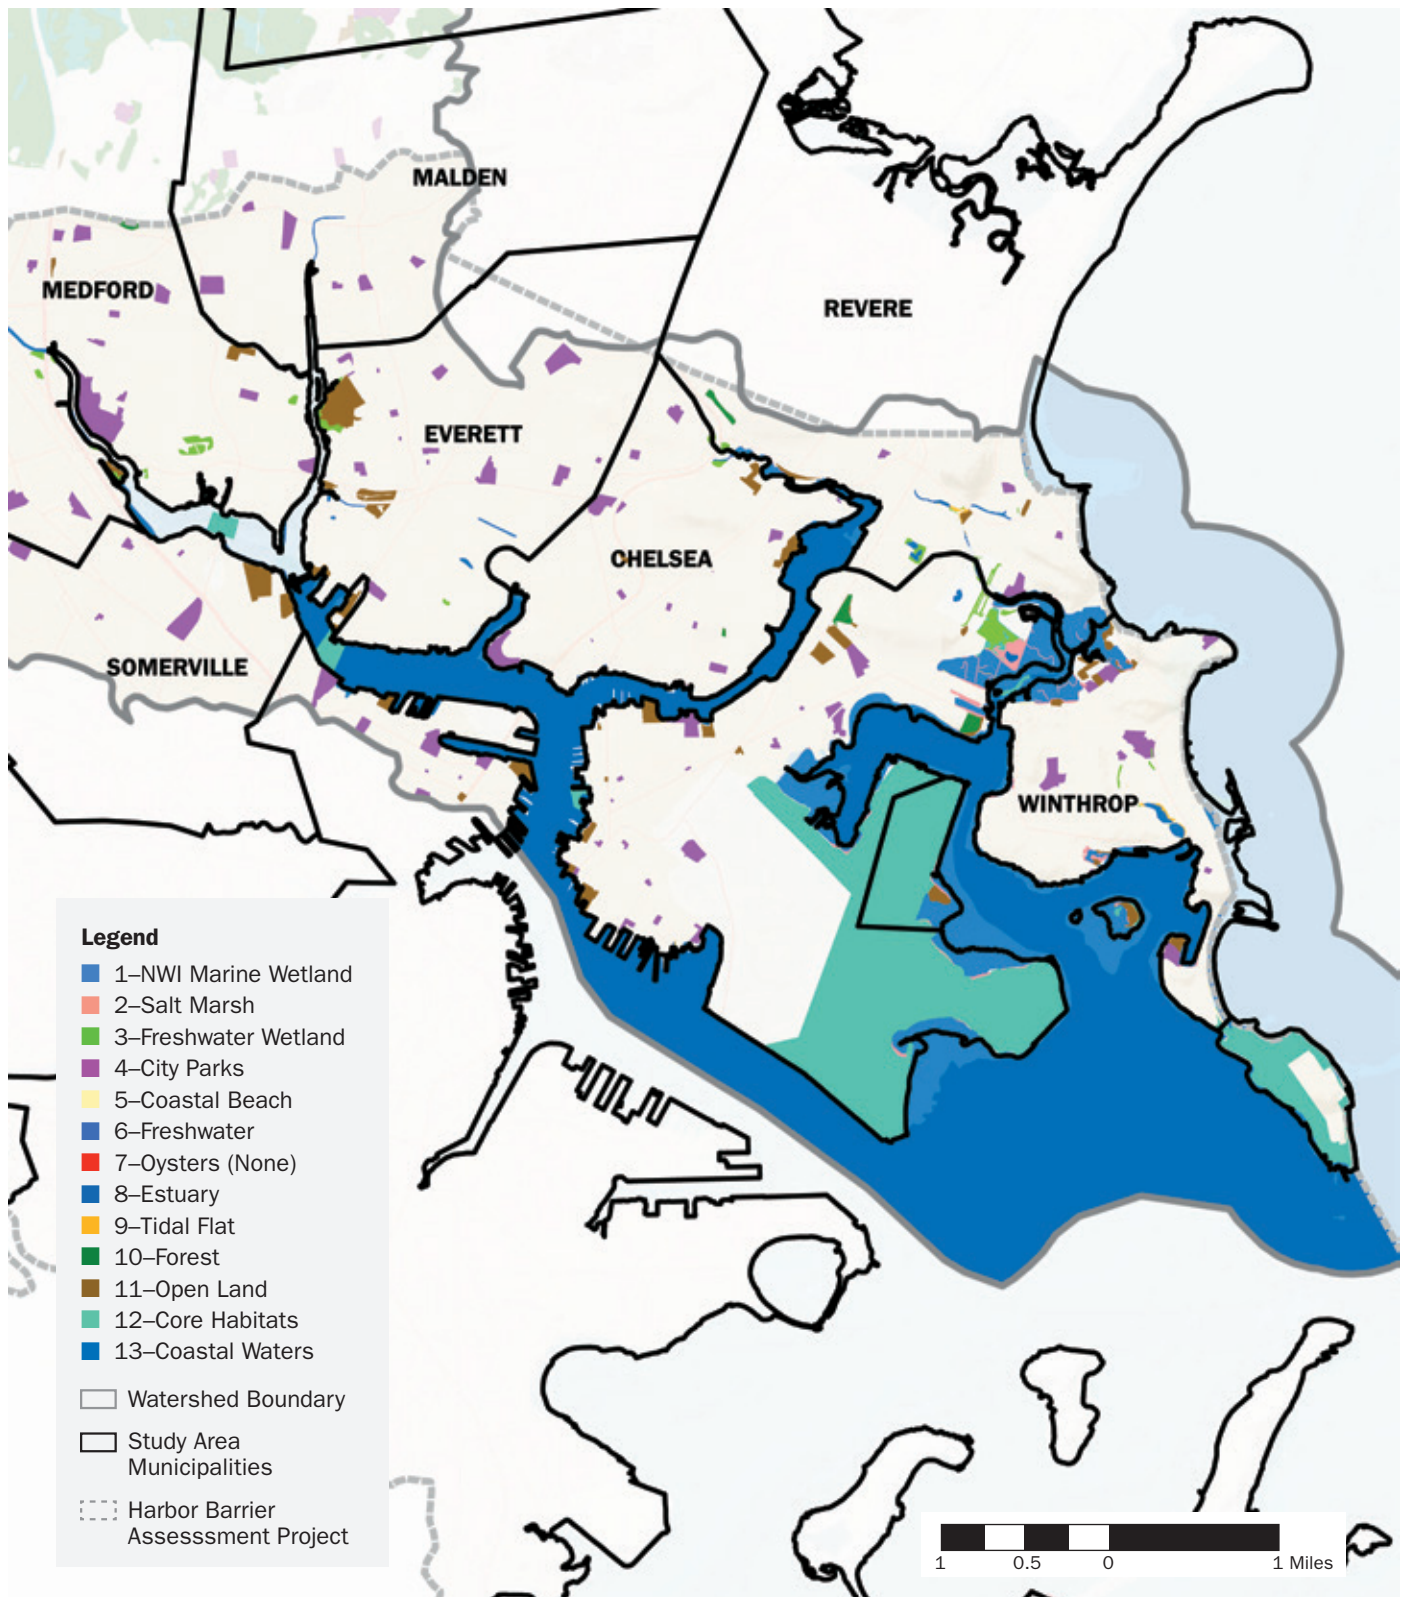 MALDEN
MEDFORD
REVERE
EVERETT
CHELSEA
SOMERVILLE
WINTHROP
Legend
1–NWI Marine Wetland
2–Salt Marsh
3–Freshwater Wetland
4–City Parks
5–Coastal Beach
6–Freshwater
7–Oysters (None)
8–Estuary
9–Tidal Flat
10–Forest
11–Open Land
12–Core Habitats
13–Coastal Waters
Watershed Boundary
Study Area
Municipalities
Harbor Barrier
Assesssment Project
1 0.5 0 1 Miles